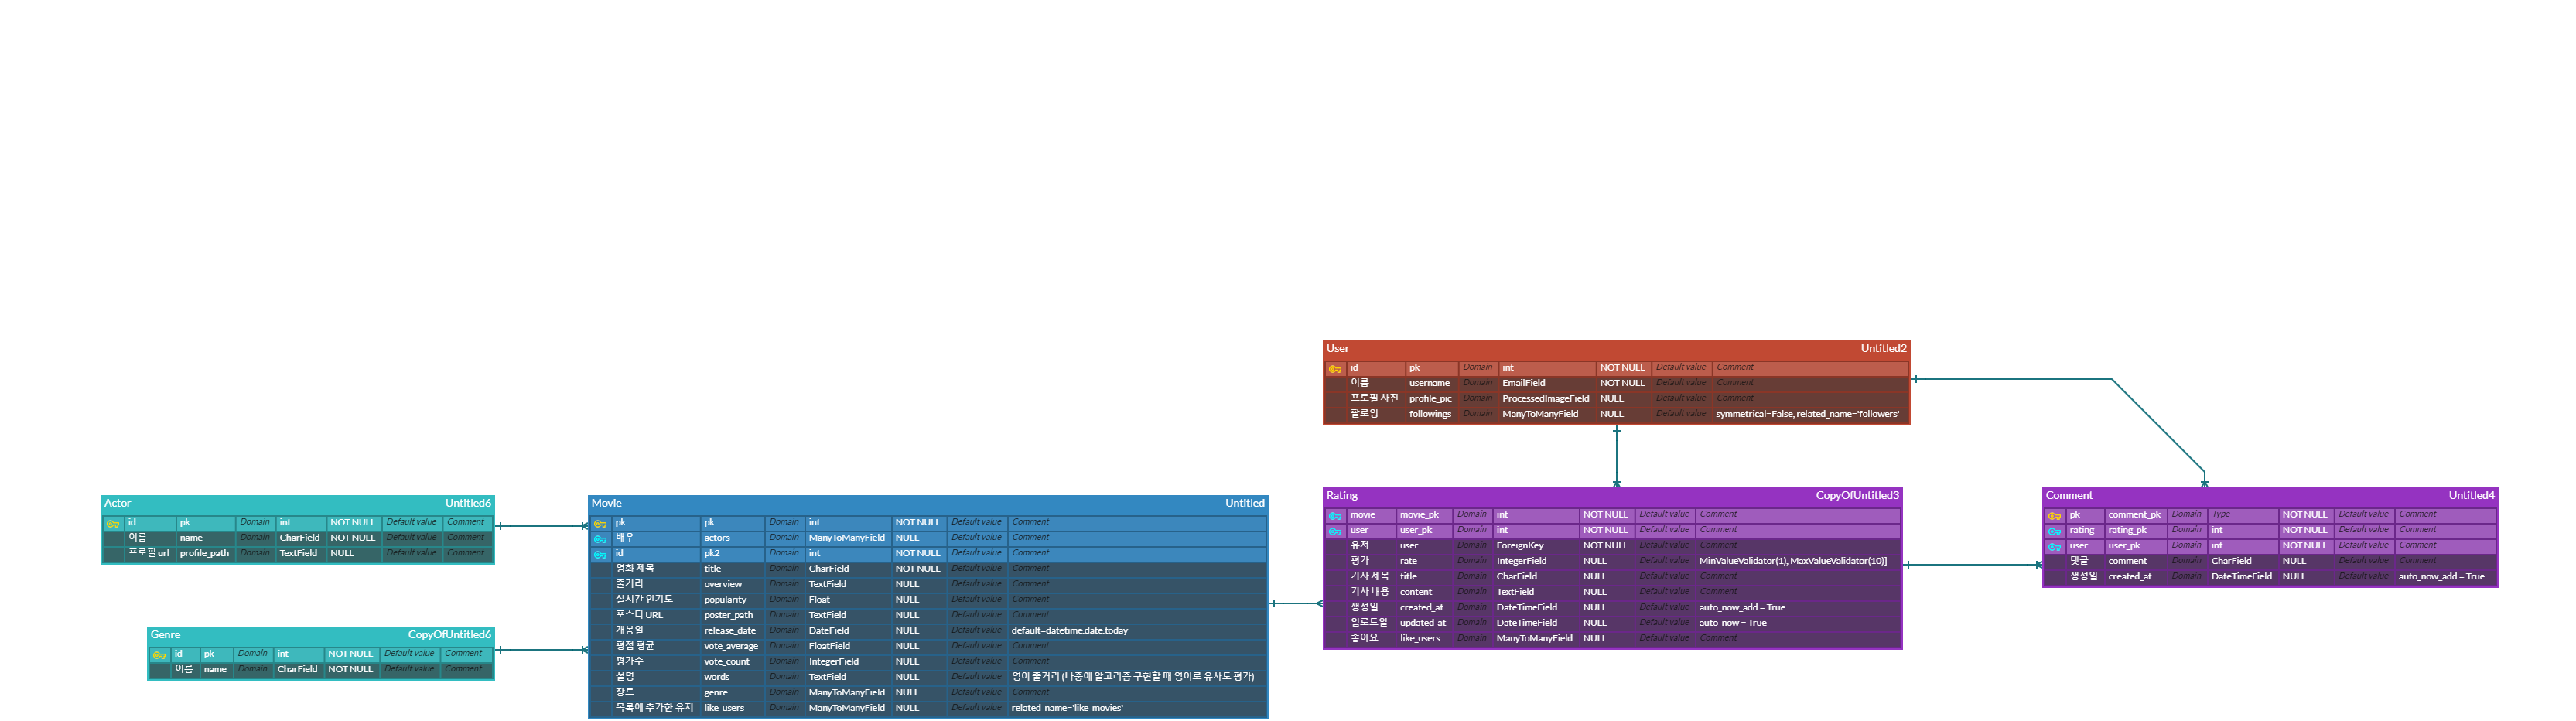 User Untitled2
id pk Domain int NOT NULL Default value Comment
이름 username Domain EmailField NOT NULL Default value Comment
프로필 사진 profile_pic Domain ProcessedImageField NULL Default value Comment
팔로잉 followings Domain ManyToManyField NULL Default value symmetrical=False, related_name='followers'
Actor Untitled6
id pk Domain int NOT NULL Default value Comment
이름 name Domain CharField NOT NULL Default value Comment
프로필 url profile_path Domain TextField NULL Default value Comment
Genre CopyOfUntitled6
id pk Domain int NOT NULL Default value Comment
이름 name Domain CharField NOT NULL Default value Comment
Movie Untitled
pk pk Domain int NOT NULL Default value Comment
배우 actors Domain ManyToManyField NULL Default value Comment
id pk2 Domain int NOT NULL Default value Comment
영화 제목 title Domain CharField NOT NULL Default value Comment
줄거리 overview Domain TextField NULL Default value Comment
실시간 인기도 popularity Domain Float NULL Default value Comment
포스터 URL poster_path Domain TextField NULL Default value Comment
개봉일 release_date Domain DateField NULL Default value default=datetime.date.today
평점 평균 vote_average Domain FloatField NULL Default value Comment
평가수 vote_count Domain IntegerField NULL Default value Comment
설명 words Domain TextField NULL Default value 영어 줄거리 (나중에 알고리즘 구현할 때 영어로 유사도 평가)
장르 genre Domain ManyToManyField NULL Default value Comment
목록에 추가한 유저 like_users Domain ManyToManyField NULL Default value related_name='like_movies'
Rating CopyOfUntitled3
movie movie_pk Domain int NOT NULL Default value Comment
user user_pk Domain int NOT NULL Default value Comment
유저 user Domain ForeignKey NOT NULL Default value Comment
평가 rate Domain IntegerField NULL Default value MinValueValidator(1), MaxValueValidator(10)]
기사 제목 title Domain CharField NULL Default value Comment
기사 내용 content Domain TextField NULL Default value Comment
생성일 created_at Domain DateTimeField NULL Default value auto_now_add = True
업로드일 updated_at Domain DateTimeField NULL Default value auto_now = True
좋아요 like_users Domain ManyToManyField NULL Default value Comment
Comment Untitled4
pk comment_pk Domain Type NOT NULL Default value Comment
rating rating_pk Domain int NOT NULL Default value Comment
user user_pk Domain int NOT NULL Default value Comment
댓글 comment Domain CharField NULL Default value Comment
생성일 created_at Domain DateTimeField NULL Default value auto_now_add = True